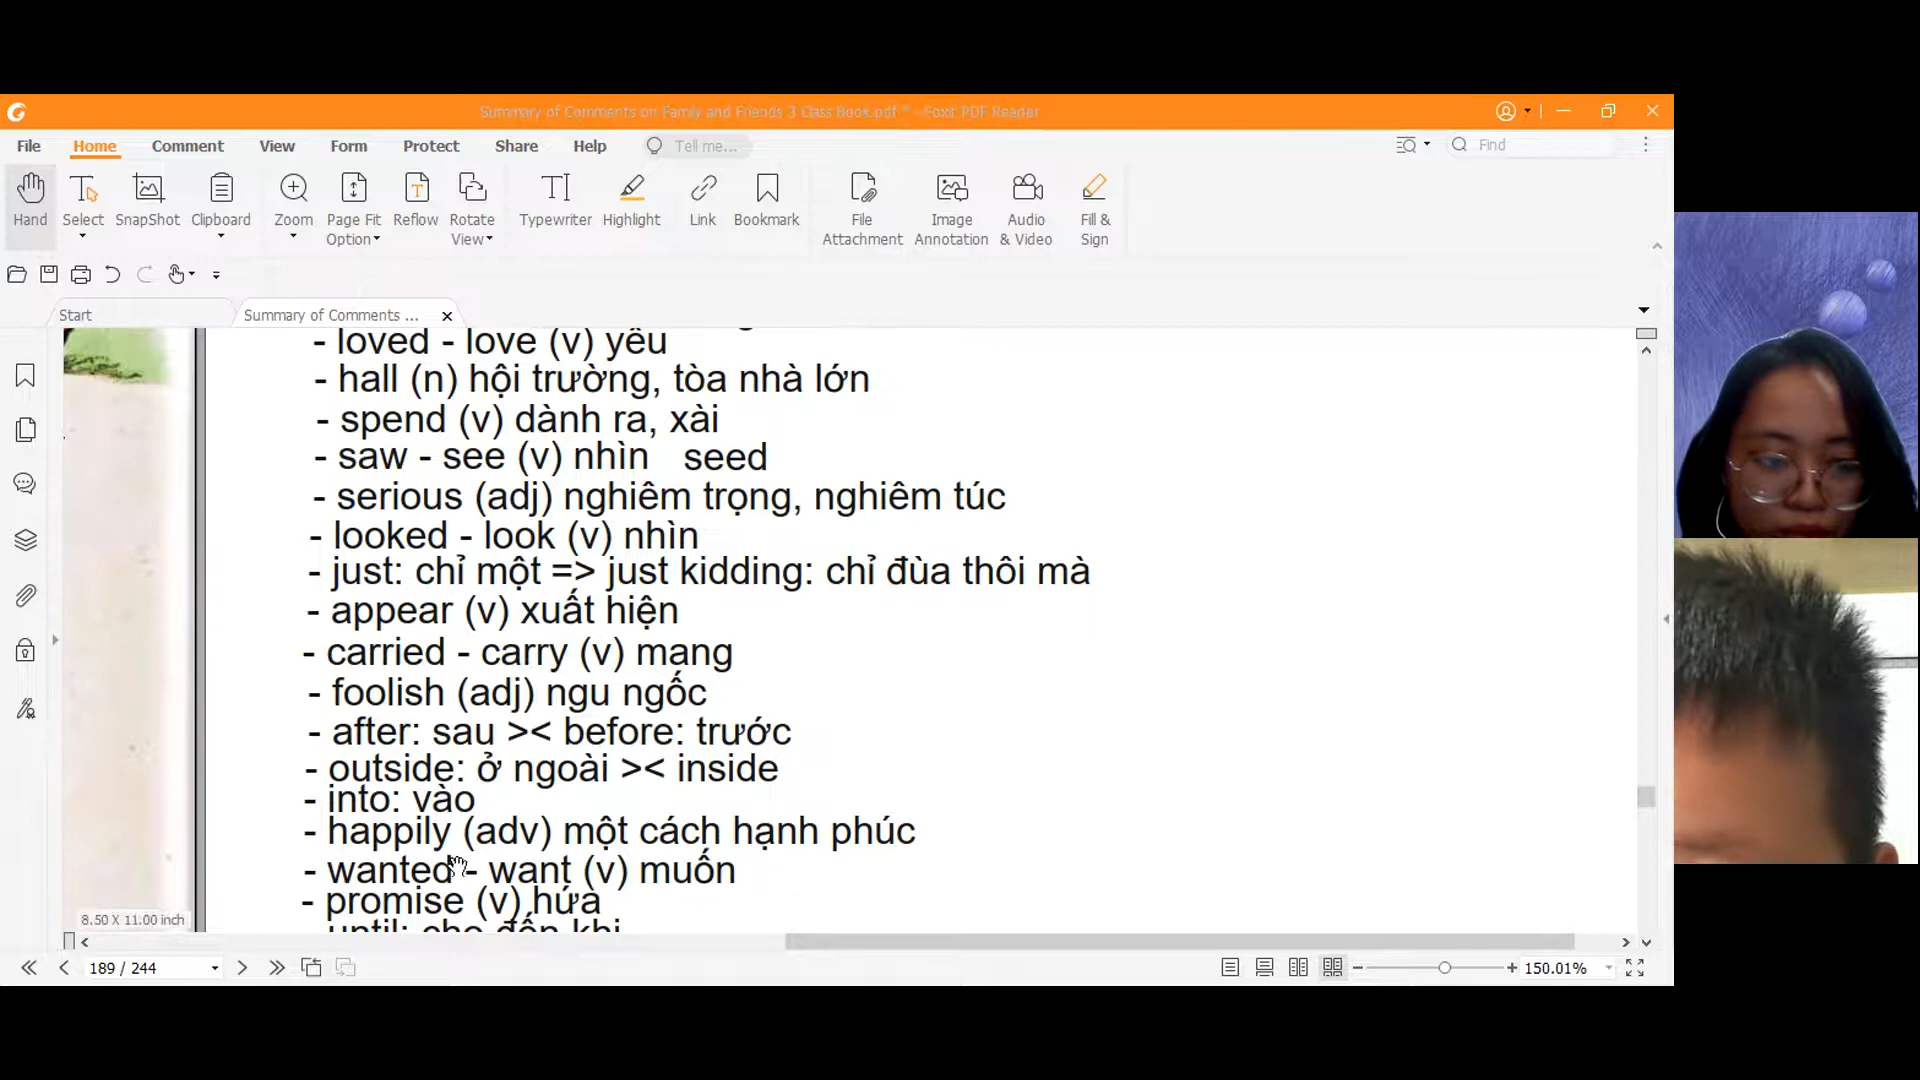 Summary of Comments on Family and Friends 3 Class Book.pdf * - Foxit PDF Reader
File Home Comment View Form Protect Share Help Tell me... Find
Hand Select SnapShot Clipboard Zoom Page Fit Option Reflow Rotate View Typewriter Highlight Link Bookmark File Attachment Image Annotation Audio & Video Fill & Sign
Start Summary of Comments ...
- loved - love (v) yêu
- hall (n) hội trường, tòa nhà lớn
- spend (v) dành ra, xài
- saw - see (v) nhìn seed
- serious (adj) nghiêm trọng, nghiêm túc
- looked - look (v) nhìn
- just: chỉ một => just kidding: chỉ đùa thôi mà
- appear (v) xuất hiện
- carried - carry (v) mang
- foolish (adj) ngu ngốc
- after: sau >< before: trước
- outside: ở ngoài >< inside
- into: vào
- happily (adv) một cách hạnh phúc
- wanted - want (v) muốn
- promise (v) hứa
until: cho đến khi
8.50 X 11.00 inch
189 / 244 150.01%